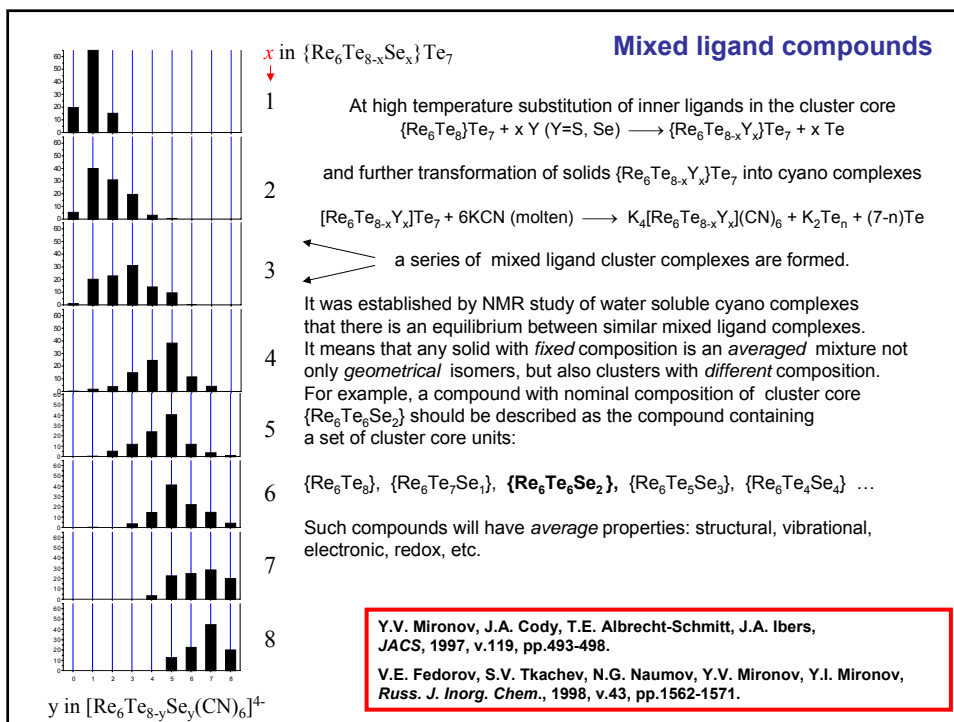 Mixed ligand compounds
x in {Re6Te8-xSex}Te7
At high temperature substitution of inner ligands in the cluster core
{Re6Te8}Te7 + x Y (Y=S, Se) ⟶ {Re6Te8-xYx}Te7 + x Te
and further transformation of solids {Re6Te8-xYx}Te7 into cyano complexes
[Re6Te8-xYx]Te7 + 6KCN (molten) ⟶ K4[Re6Te8-xYx](CN)6 + K2Ten + (7-n)Te
a series of mixed ligand cluster complexes are formed.
It was established by NMR study of water soluble cyano complexes
that there is an equilibrium between similar mixed ligand complexes.
It means that any solid with fixed composition is an averaged mixture not
only geometrical isomers, but also clusters with different composition.
For example, a compound with nominal composition of cluster core
{Re6Te6Se2} should be described as the compound containing
a set of cluster core units:
{Re6Te8}, {Re6Te7Se1}, {Re6Te6Se2}, {Re6Te5Se3}, {Re6Te4Se4} …
Such compounds will have average properties: structural, vibrational,
electronic, redox, etc.
Y.V. Mironov, J.A. Cody, T.E. Albrecht-Schmitt, J.A. Ibers,
JACS, 1997, v.119, pp.493-498.
V.E. Fedorov, S.V. Tkachev, N.G. Naumov, Y.V. Mironov, Y.I. Mironov,
Russ. J. Inorg. Chem., 1998, v.43, pp.1562-1571.
1
2
3
4
5
6
7
8
0 1 2 3 4 5 6 7 8
y in [Re6Te8-ySey(CN)6]4-